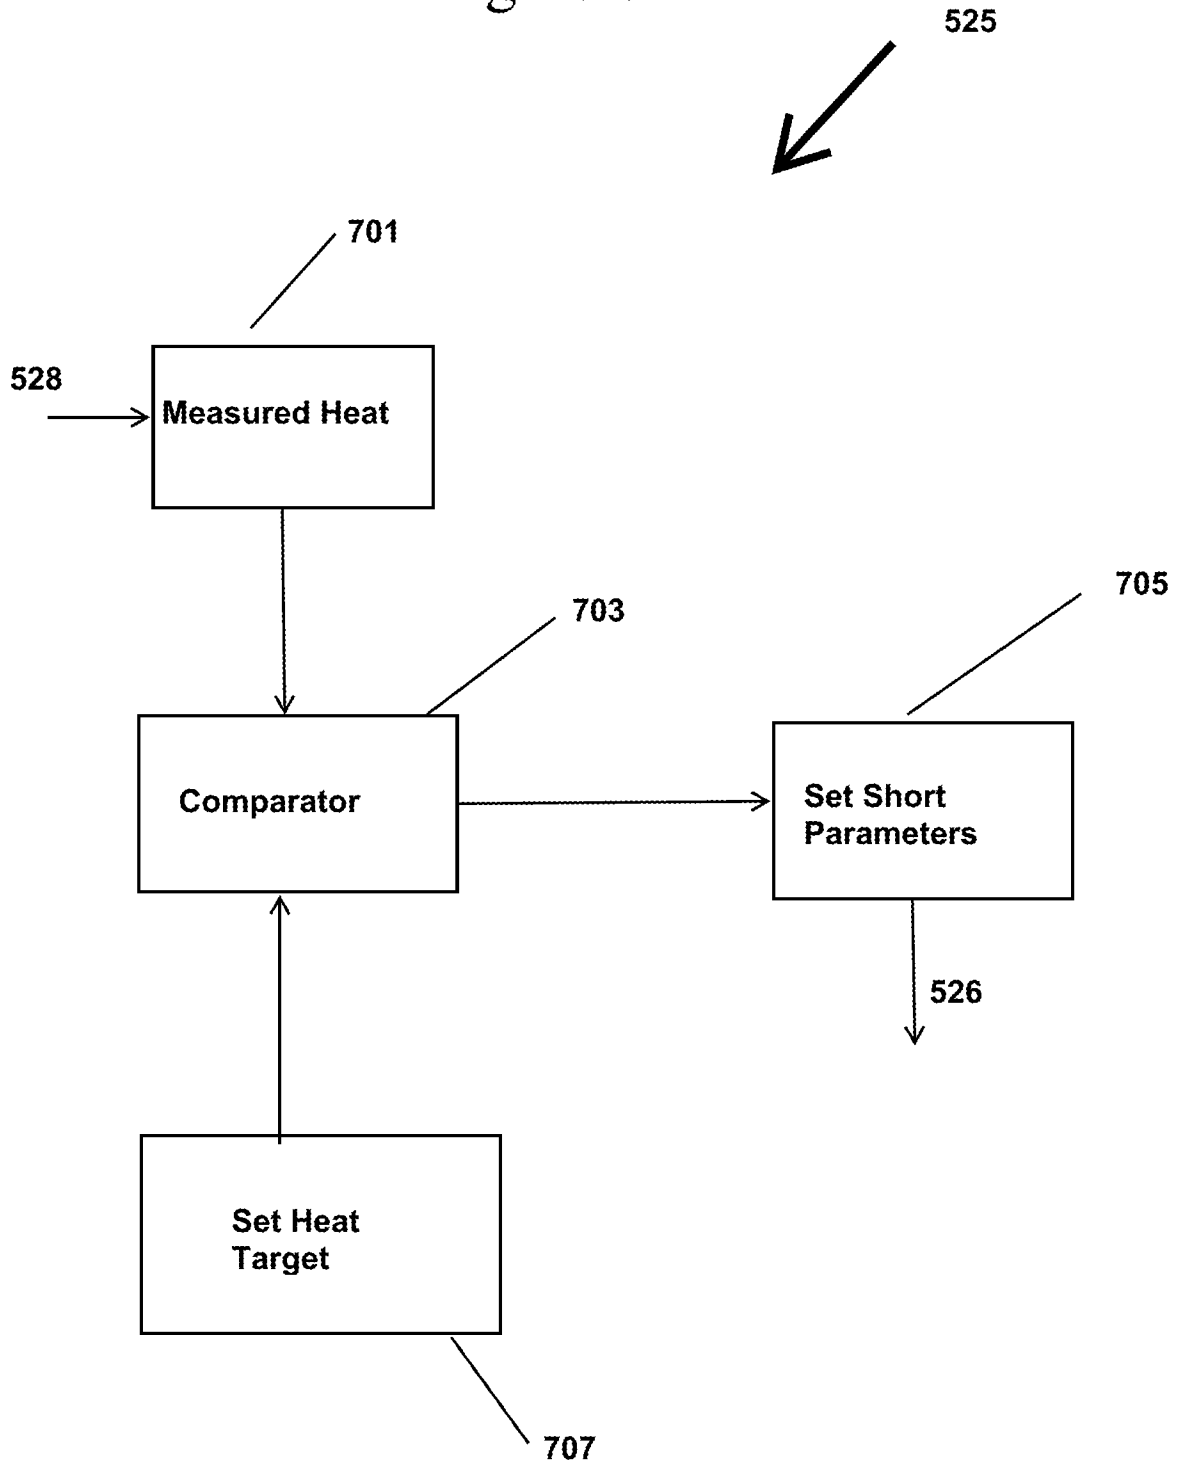 525
701
528
Measured Heat
703
705
Comparator
Set Short
Parameters
526
Set Heat
Target
707